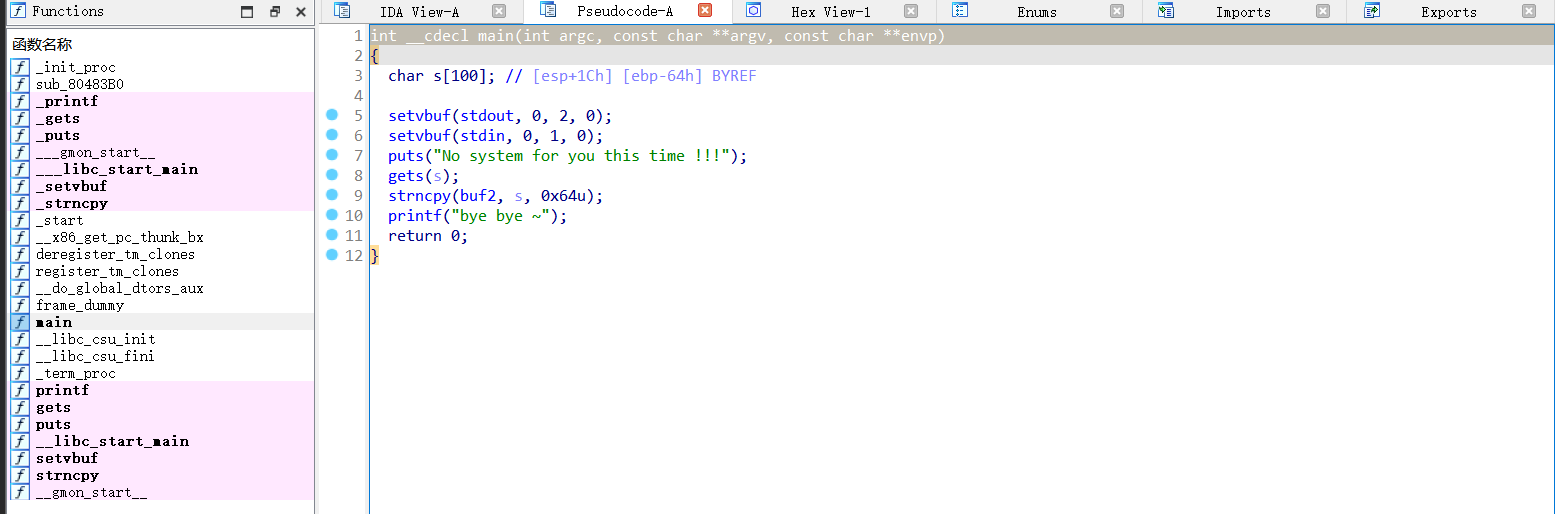 Functions
函数名称
_init_proc
sub_80483B0
_printf
_gets
_puts
___gmon_start__
___libc_start_main
_setvbuf
_strncpy
_start
__x86_get_pc_thunk_bx
deregister_tm_clones
register_tm_clones
__do_global_dtors_aux
frame_dummy
main
__libc_csu_init
__libc_csu_fini
_term_proc
printf
gets
puts
__libc_start_main
setvbuf
strncpy
__gmon_start__
IDA View-A Pseudocode-A Hex View-1 Enums Imports Exports
1 int __cdecl main(int argc, const char **argv, const char **envp)
2 {
3 char s[100]; // [esp+1Ch] [ebp-64h] BYREF
4
5 setvbuf(stdout, 0, 2, 0);
6 setvbuf(stdin, 0, 1, 0);
7 puts("No system for you this time !!!");
8 gets(s);
9 strncpy(buf2, s, 0x64u);
10 printf("bye bye ~");
11 return 0;
12 }